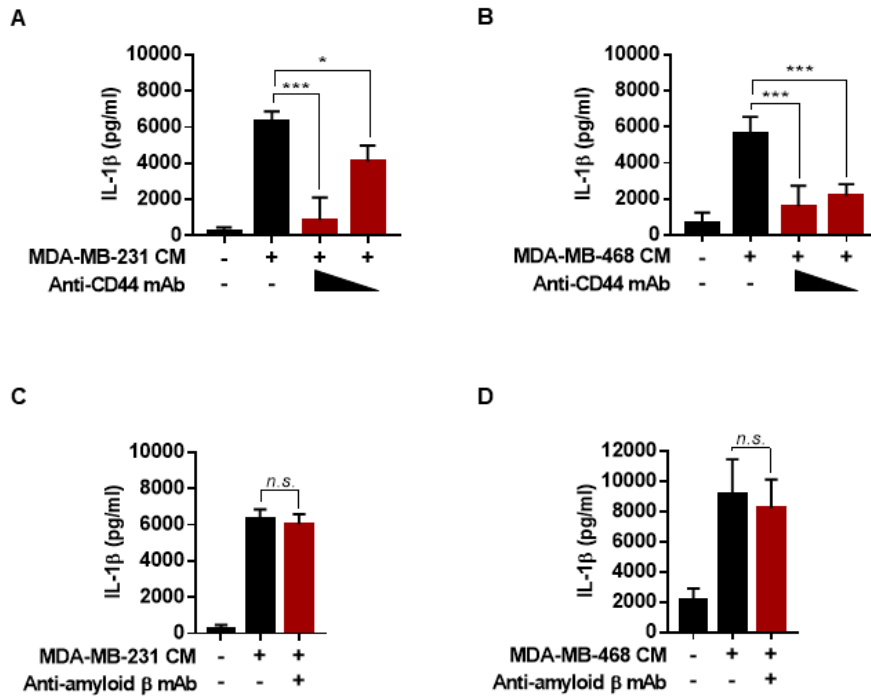 A
IL-1β (pg/ml)
10000
8000
6000
4000
2000
0
*
***
MDA-MB-231 CM - + + +
Anti-CD44 mAb - -
B
IL-1β (pg/ml)
10000
8000
6000
4000
2000
0
***
***
MDA-MB-468 CM - + + +
Anti-CD44 mAb - -
C
IL-1β (pg/ml)
10000
8000
6000
4000
2000
0
n.s.
MDA-MB-231 CM - + +
Anti-amyloid β mAb - - +
D
IL-1β (pg/ml)
12000
10000
8000
6000
4000
2000
0
n.s.
MDA-MB-468 CM - + +
Anti-amyloid β mAb - - +